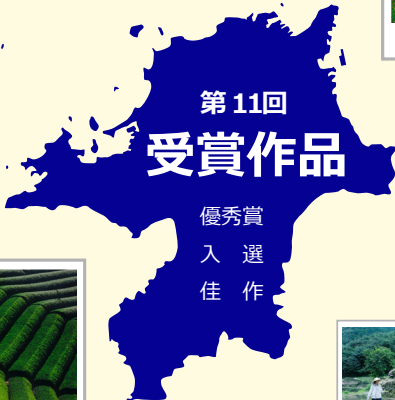 第11回
受賞作品
優秀賞
入　選
佳　作